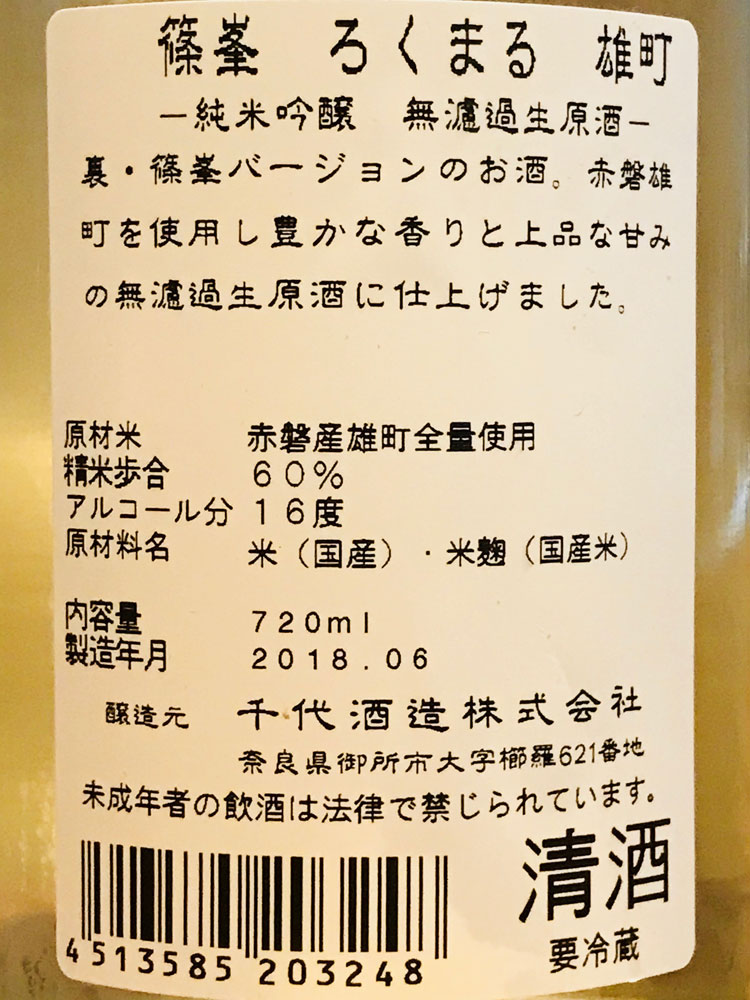 篠峯　ろくまる　雄町
－純米吟醸　無濾過生原酒－
裏・篠峯バージョンのお酒。赤磐雄
町を使用し豊かな香りと上品な甘み
の無濾過生原酒に仕上げました。
原材米　赤磐産雄町全量使用
精米歩合　６０％
アルコール分　１６度
原材料名　米（国産）・米麹（国産米）
内容量　７２０ｍｌ
製造年月　２０１８．０６
醸造元　千代酒造株式会社
奈良県御所市大字櫛羅621番地
未成年者の飲酒は法律で禁じられています。
清酒
要冷蔵
4 513585 203248